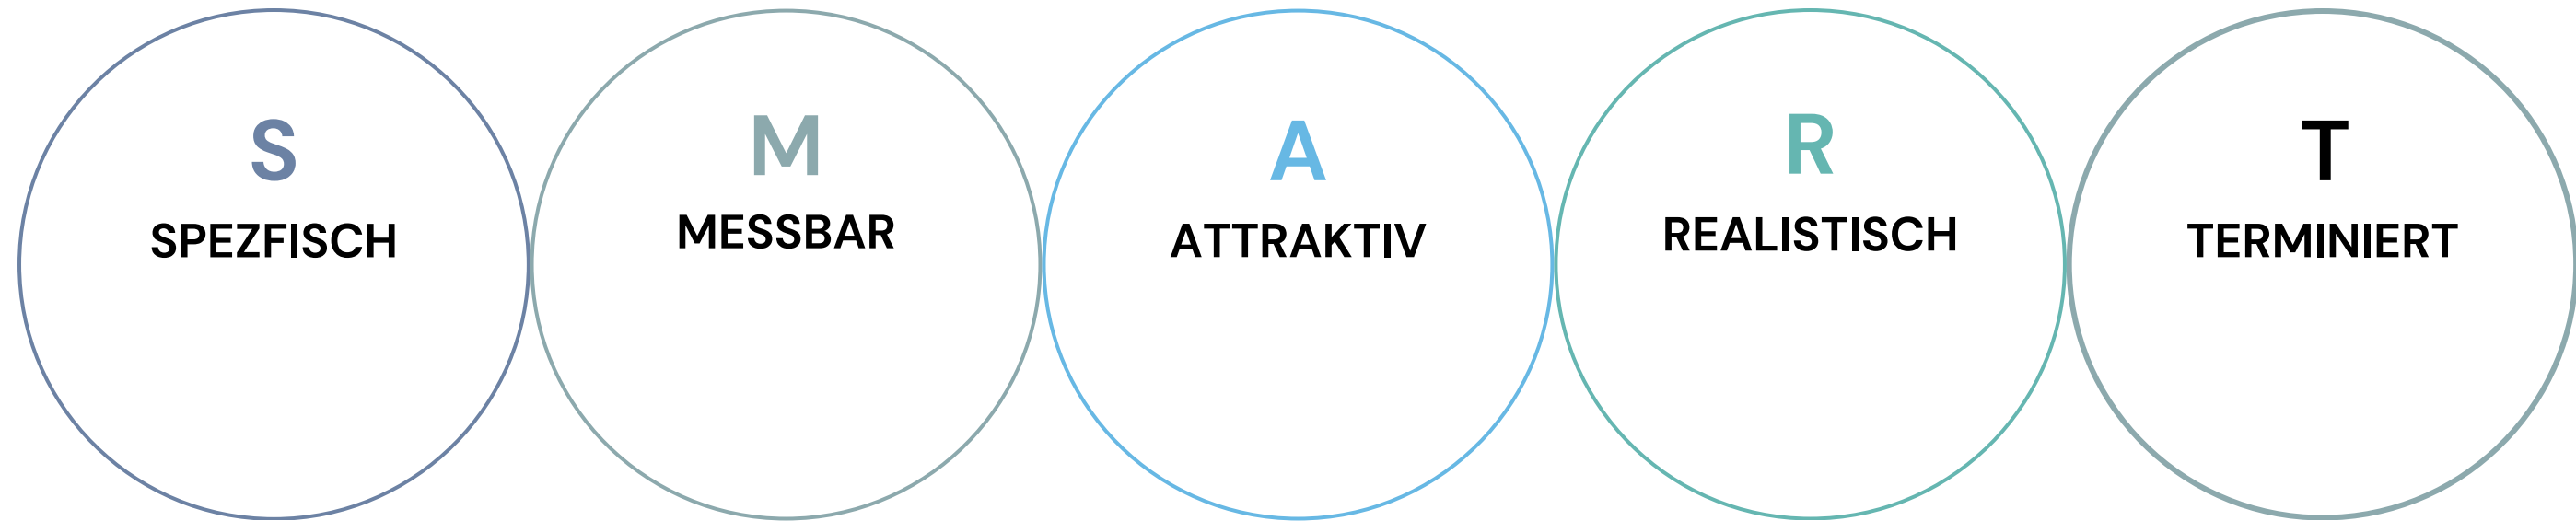 S
SPEZFISCH
M
MESSBAR
A
ATTRAKTIV
R
REALISTISCH
T
TERMINIERT